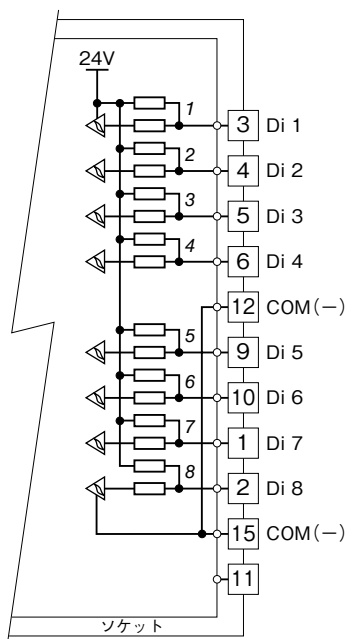 24V
1
3 Di 1
2
4 Di 2
3
5 Di 3
4
6 Di 4
12 COM(−)
5
9 Di 5
6
10 Di 6
7
1 Di 7
8
2 Di 8
15 COM(−)
11
ソケット